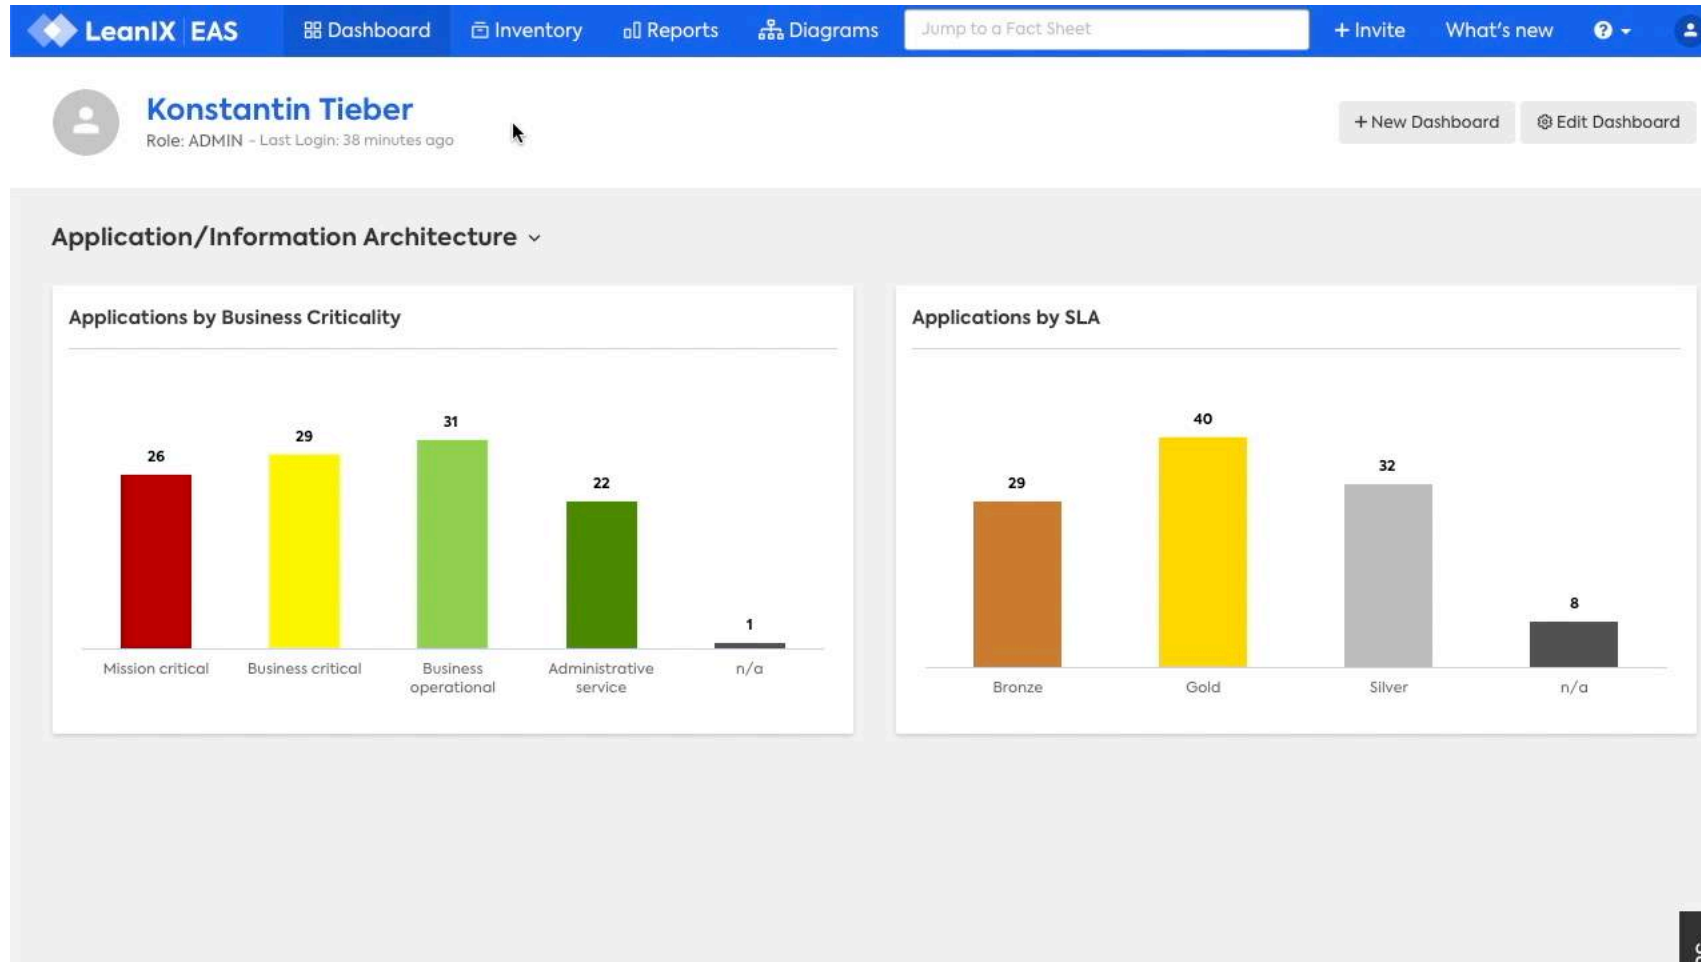 LeanIX EAS Dashboard Inventory Reports Diagrams Jump to a Fact Sheet + Invite What's new ?
Konstantin Tieber
Role: ADMIN - Last Login: 38 minutes ago
+ New Dashboard Edit Dashboard
Application/Information Architecture
Applications by Business Criticality
26
29
31
22
1
Mission critical
Business critical
Business
operational
Administrative
service
n/a
Applications by SLA
29
40
32
8
Bronze
Gold
Silver
n/a